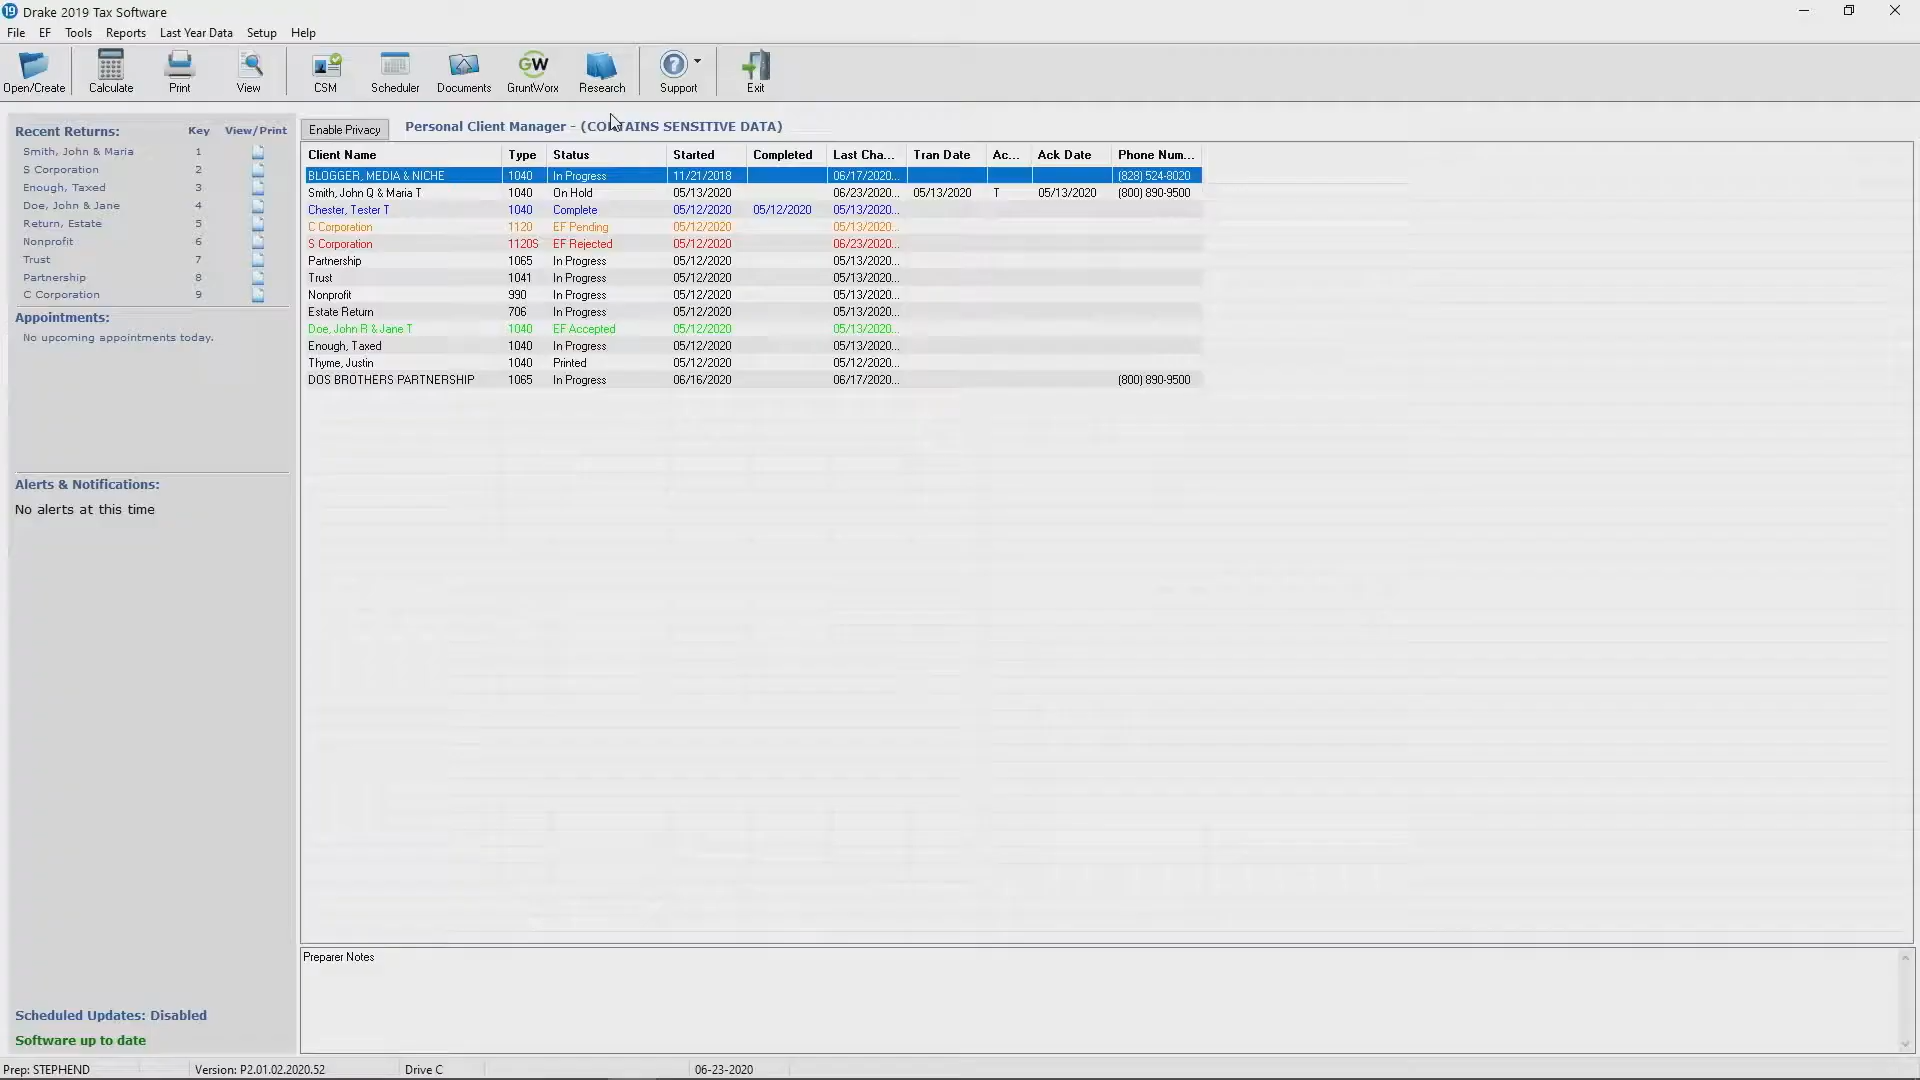 Drake 2019 Tax Software
File EF Tools Reports Last Year Data Setup Help
Open/Create Calculate Print View CSM Scheduler Documents GruntWorx Research Support Exit
Recent Returns: Key View/Print
Smith, John & Maria 1
S Corporation 2
Enough, Taxed 3
Doe, John & Jane 4
Return, Estate 5
Nonprofit 6
Trust 7
Partnership 8
C Corporation 9
Appointments:
No upcoming appointments today.
Alerts & Notifications:
No alerts at this time
Scheduled Updates: Disabled
Software up to date
Enable Privacy Personal Client Manager - (CONTAINS SENSITIVE DATA)
Client Name Type Status Started Completed Last Cha... Tran Date Ac... Ack Date Phone Num...
BLOGGER, MEDIA & NICHE 1040 In Progress 11/21/2018 06/17/2020... (828) 524-8020
Smith, John Q & Maria T 1040 On Hold 05/13/2020 06/23/2020... 05/13/2020 T 05/13/2020 (800) 890-9500
Chester, Tester T 1040 Complete 05/12/2020 05/12/2020 05/13/2020...
C Corporation 1120 EF Pending 05/12/2020 05/13/2020...
S Corporation 1120S EF Rejected 05/12/2020 06/23/2020...
Partnership 1065 In Progress 05/12/2020 05/13/2020...
Trust 1041 In Progress 05/12/2020 05/13/2020...
Nonprofit 990 In Progress 05/12/2020 05/13/2020...
Estate Return 706 In Progress 05/12/2020 05/13/2020...
Doe, John R & Jane T 1040 EF Accepted 05/12/2020 05/13/2020...
Enough, Taxed 1040 In Progress 05/12/2020 05/13/2020...
Thyme, Justin 1040 Printed 05/12/2020 05/12/2020...
DOS BROTHERS PARTNERSHIP 1065 In Progress 06/16/2020 06/17/2020... (800) 890-9500
Preparer Notes
Prep: STEPHEND Version: P2.01.02.2020.52 Drive C 06-23-2020